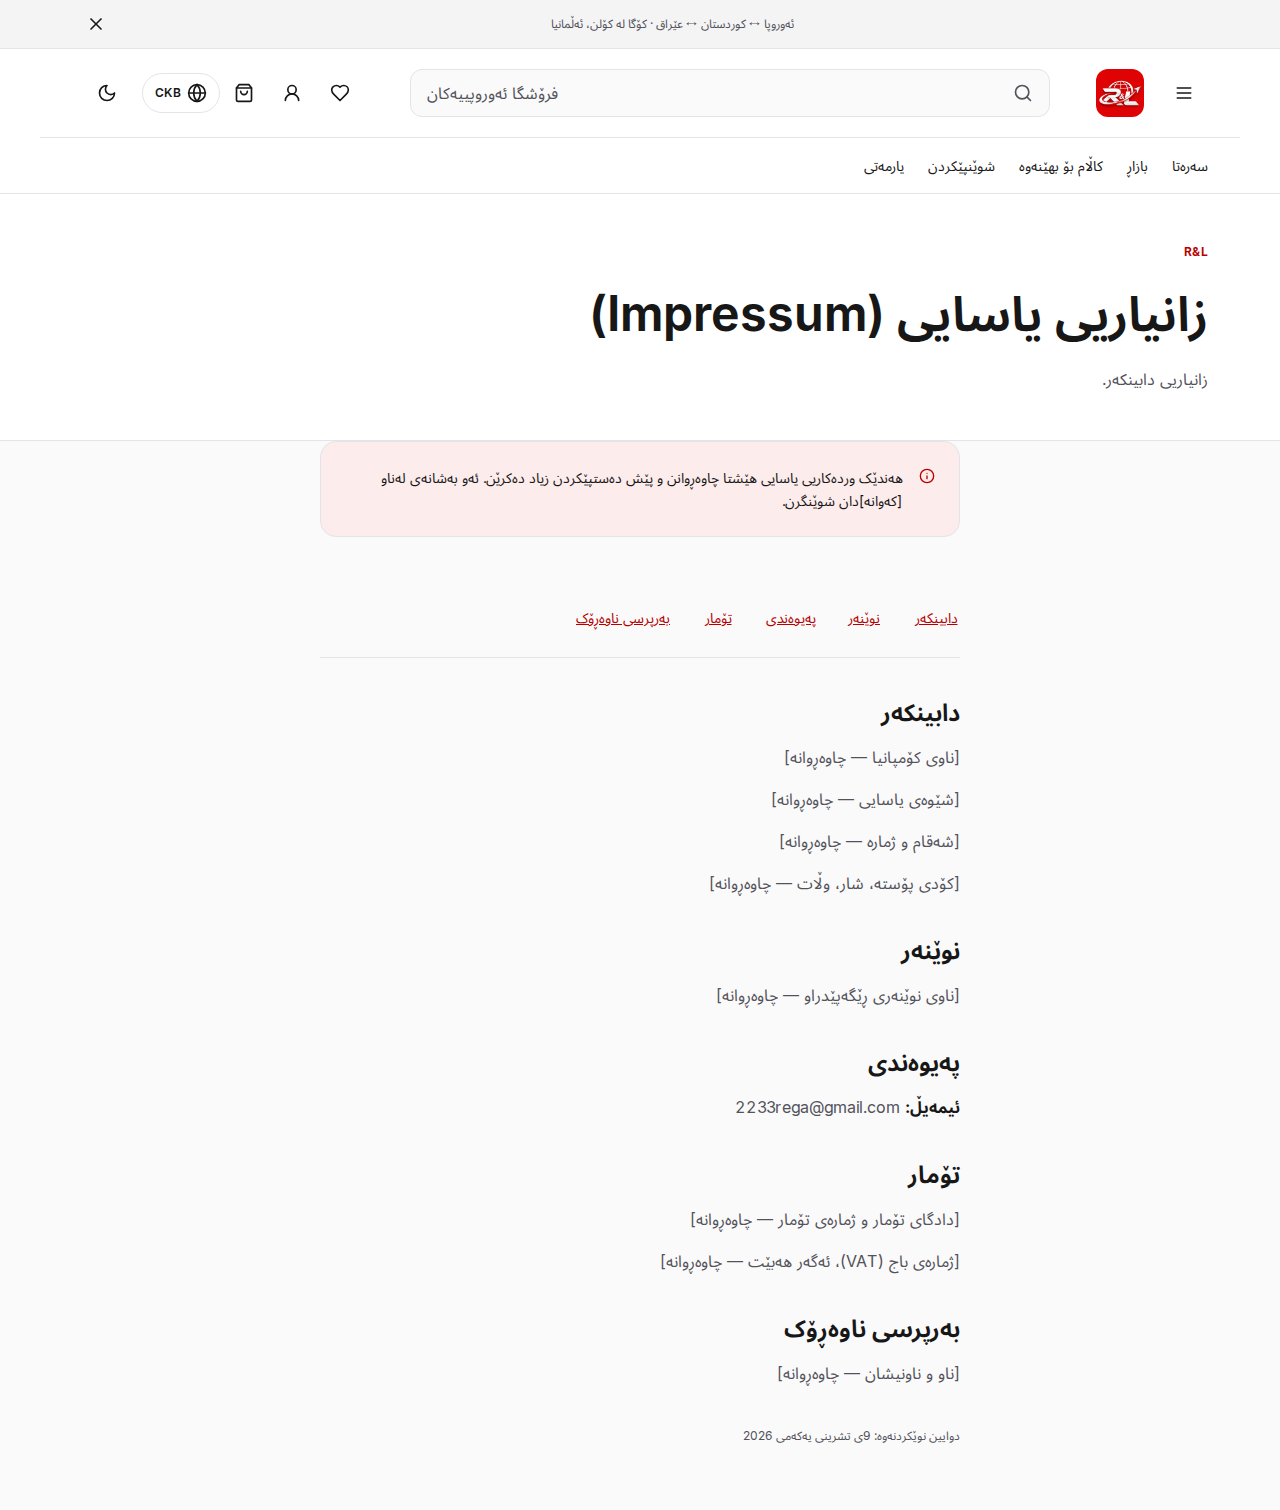 ئەوروپا ↔ کوردستان ↔ عێراق · کۆگا لە کۆلن، ئەڵمانیا
R&L
فرۆشگا ئەوروپییەکان
CKB
سەرەتا
بازاڕ
کاڵام بۆ بهێنەوە
شوێنپێکردن
یارمەتی
R&L
زانیاریی یاسایی (Impressum)
زانیاریی دابینکەر.
هەندێک وردەکاریی یاسایی هێشتا چاوەڕوانن و پێش دەستپێکردن زیاد دەکرێن. ئەو بەشانەی لەناو
[کەوانە]دان شوێنگرن.
دابینکەر
نوێنەر
پەیوەندی
تۆمار
بەرپرسی ناوەڕۆک
دابینکەر
[ناوی کۆمپانیا — چاوەڕوانە]
[شێوەی یاسایی — چاوەڕوانە]
[شەقام و ژمارە — چاوەڕوانە]
[کۆدی پۆستە، شار، وڵات — چاوەڕوانە]
نوێنەر
[ناوی نوێنەری ڕێگەپێدراو — چاوەڕوانە]
پەیوەندی
ئیمەیڵ: 2233rega@gmail.com
تۆمار
[دادگای تۆمار و ژمارەی تۆمار — چاوەڕوانە]
[ژمارەی باج (VAT)، ئەگەر هەبێت — چاوەڕوانە]
بەرپرسی ناوەڕۆک
[ناو و ناونیشان — چاوەڕوانە]
دوایین نوێکردنەوە: 9ی تشرینی یەکەمی 2026